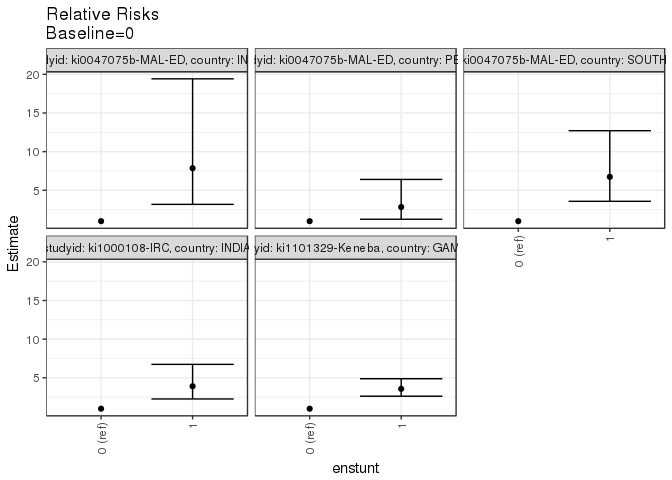 Relative Risks
Baseline=0
dyid: ki0047075b-MAL-ED, country: IN
dyid: ki0047075b-MAL-ED, country: PE
ki0047075b-MAL-ED, country: SOUTH
20
15
10
5
Estimate
studyid: ki1000108-IRC, country: INDIA
yid: ki1101329-Keneba, country: GAM
0 (ref)
1
20
15
10
5
0 (ref)
1
0 (ref)
1
enstunt